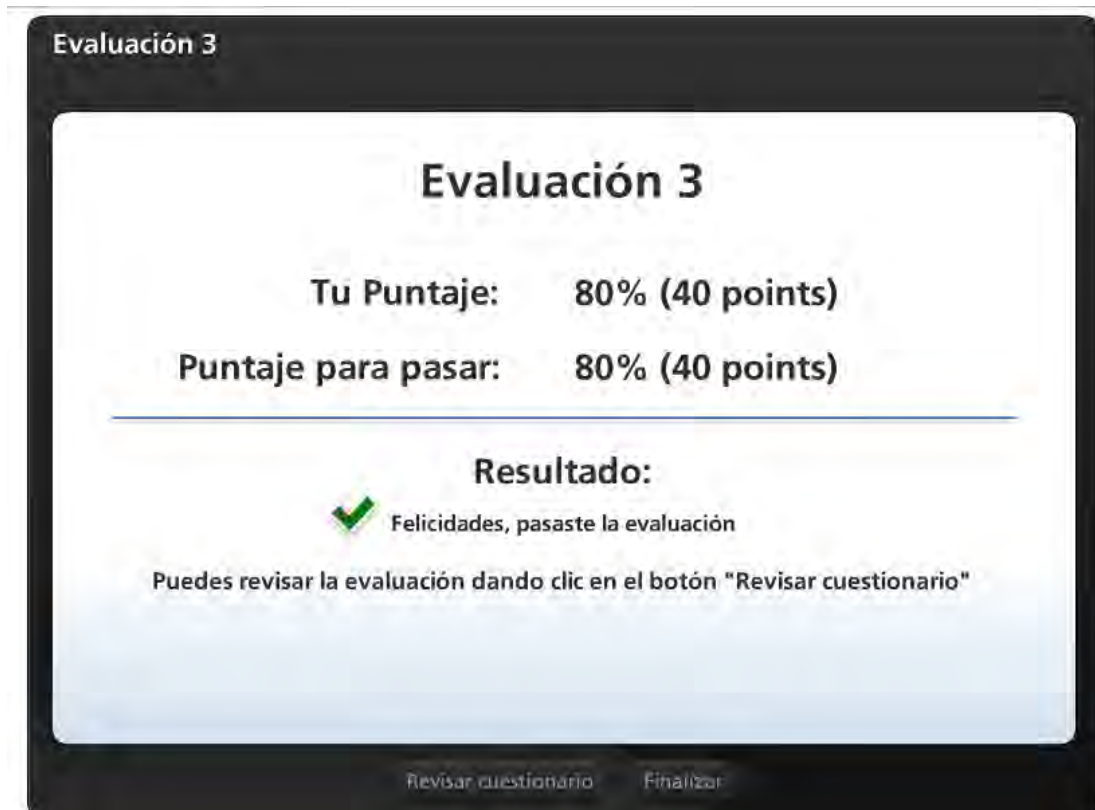 Evaluación 3
Evaluación 3
Tu Puntaje: 80% (40 points)
Puntaje para pasar: 80% (40 points)
Resultado:
Felicidades, pasaste la evaluación
Puedes revisar la evaluación dando clic en el botón "Revisar cuestionario"
Revisar cuestionario Finalizar